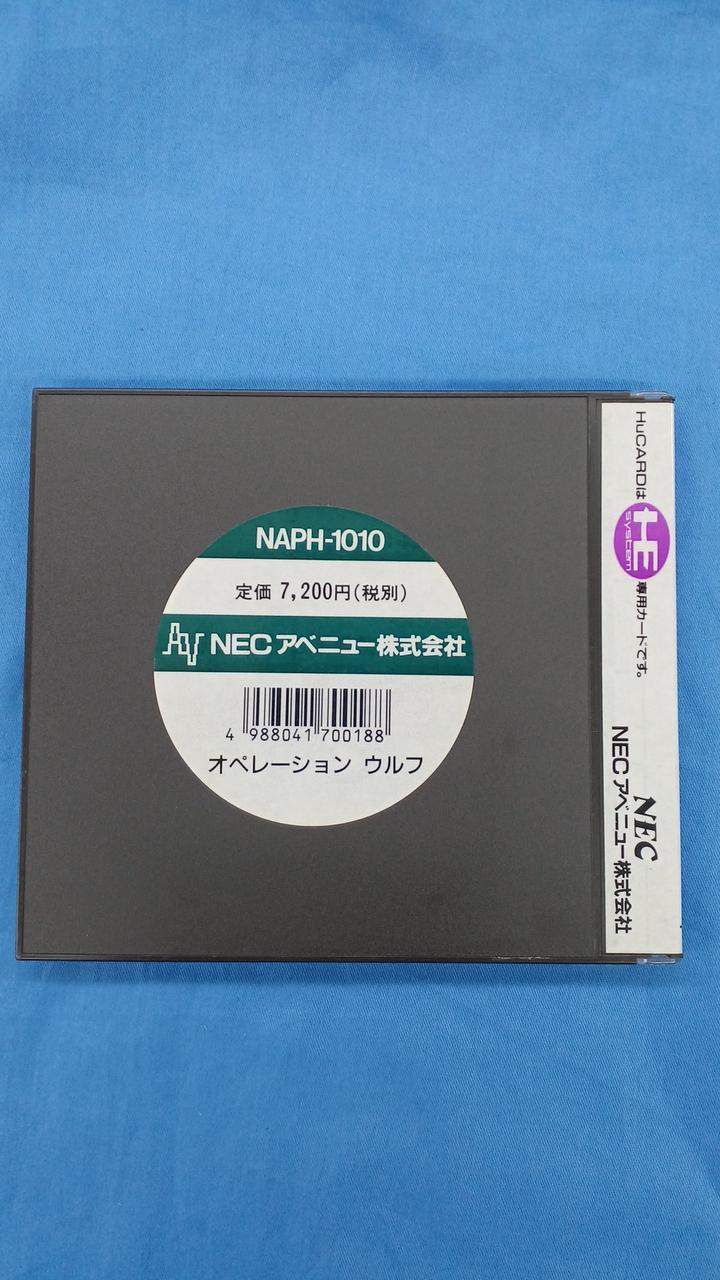 NAPH-1010
定価 7,200円(税別)
NECアベニュー株式会社
4 988041 700188
オペレーション ウルフ
HuCARDは HE system 専用カードです。
NEC
NECアベニュー株式会社